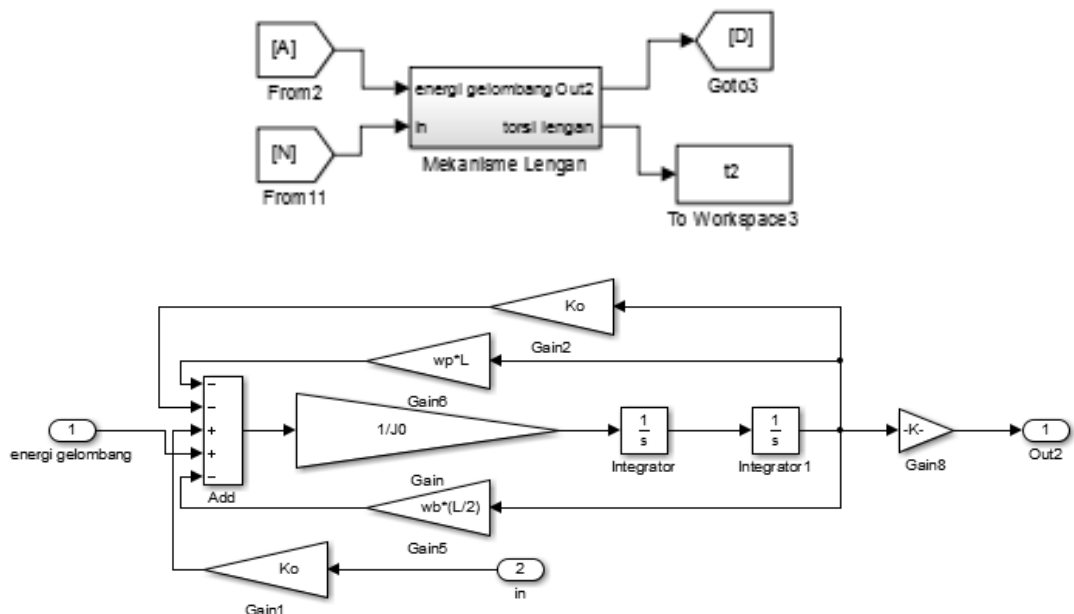 [A]
From2
[D]
Goto3
energi gelombang Out2
in torsi lengan
Mekanisme Lengan
[N]
From11
t2
To Workspace3
Ko
Gain2
wp*L
Gain6
−
−
+
+
−
Add
1
energi gelombang
1/J0
Gain
1
s
Integrator
1
s
Integrator1
-K-
Gain8
1
Out2
wb*(L/2)
Gain5
Ko
Gain1
2
in